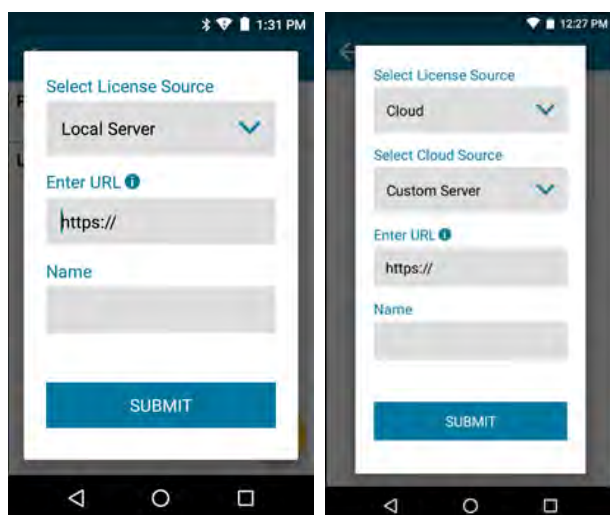 1:31 PM
Select License Source
Local Server
Enter URL
https://
Name
SUBMIT
12:27 PM
Select License Source
Cloud
Select Cloud Source
Custom Server
Enter URL
https://
Name
SUBMIT